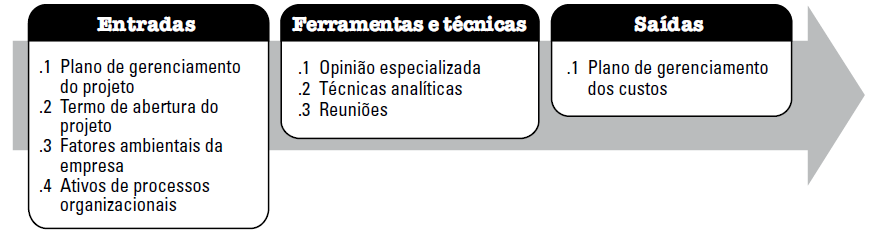 Entradas
.1 Plano de gerenciamento
do projeto
.2 Termo de abertura do
projeto
.3 Fatores ambientais da
empresa
.4 Ativos de processos
organizacionais
Ferramentas e técnicas
.1 Opinião especializada
.2 Técnicas analíticas
.3 Reuniões
Saídas
.1 Plano de gerenciamento
dos custos